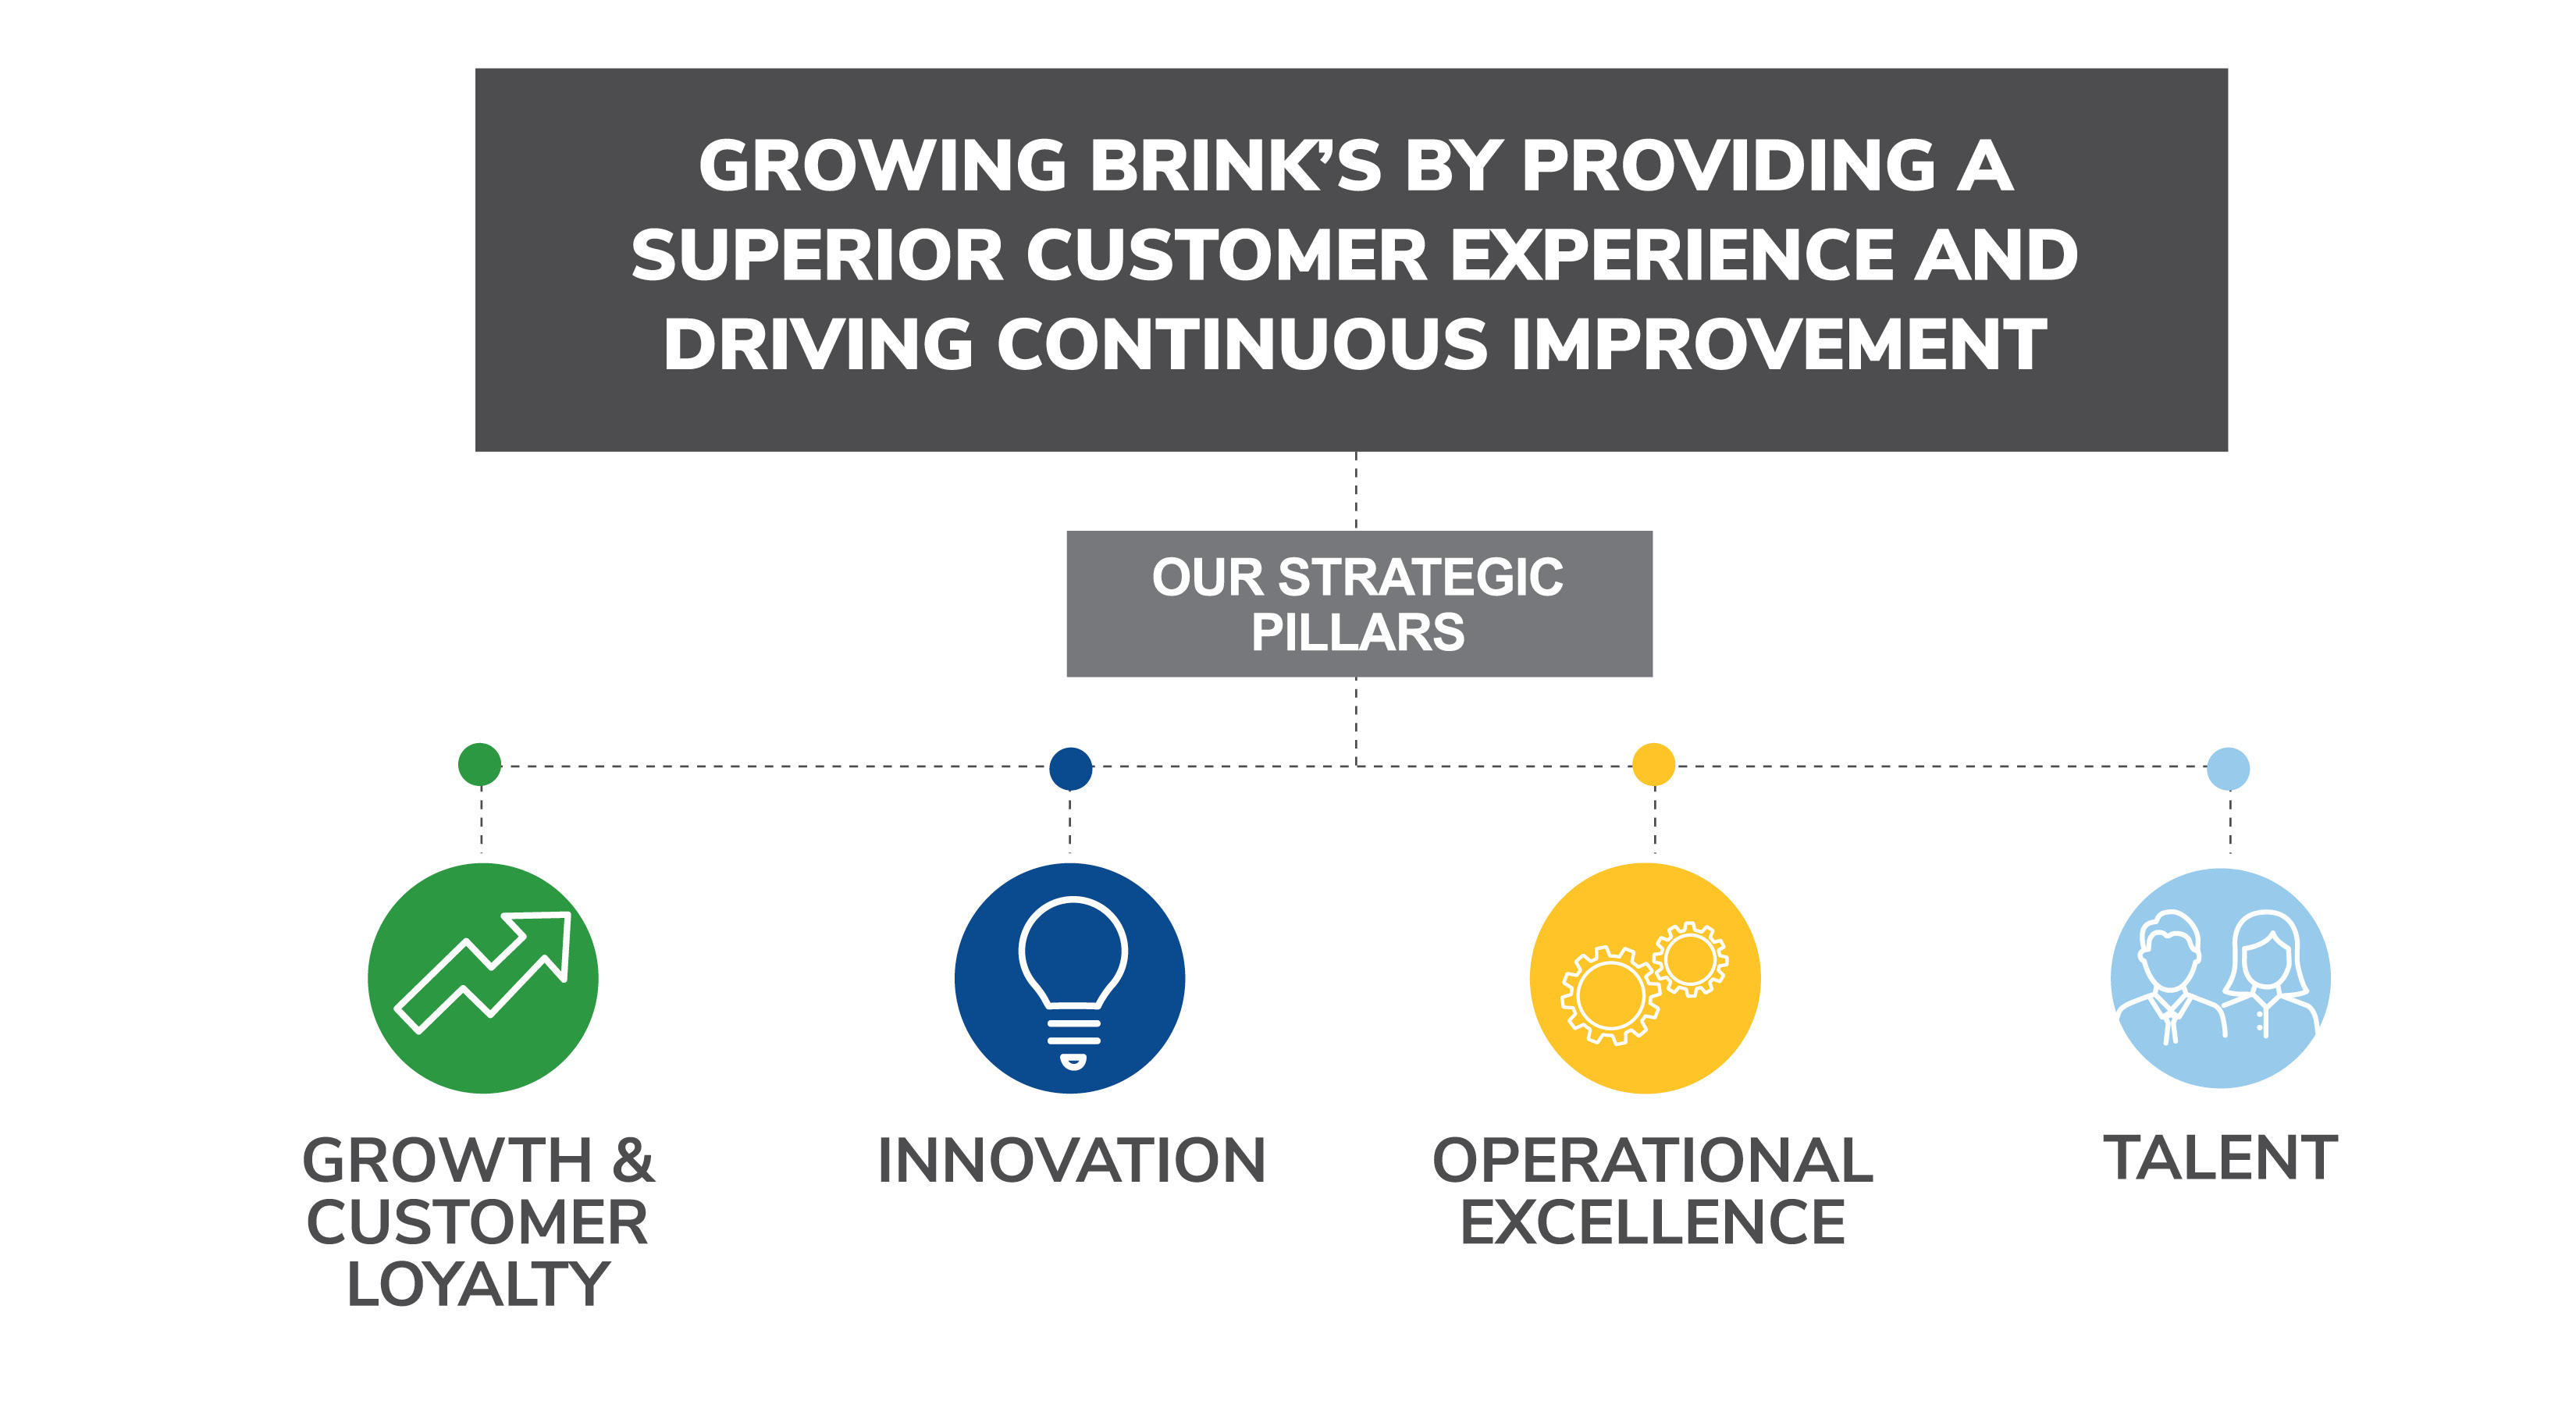 GROWING BRINK’S BY PROVIDING A
SUPERIOR CUSTOMER EXPERIENCE AND
DRIVING CONTINUOUS IMPROVEMENT
OUR STRATEGIC
PILLARS
GROWTH &
CUSTOMER
LOYALTY
INNOVATION
OPERATIONAL
EXCELLENCE
TALENT